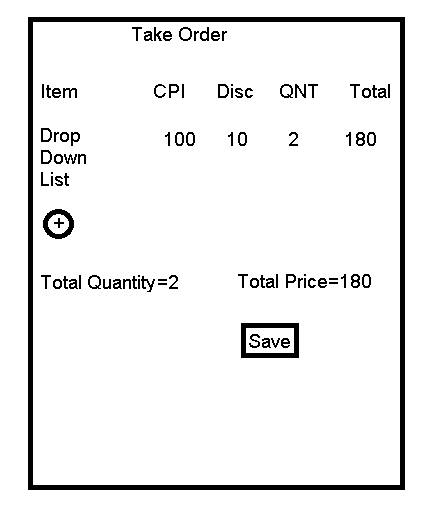 Take Order
Item CPI Disc QNT Total
Drop Down List 100 10 2 180
+
Total Quantity=2 Total Price=180
Save